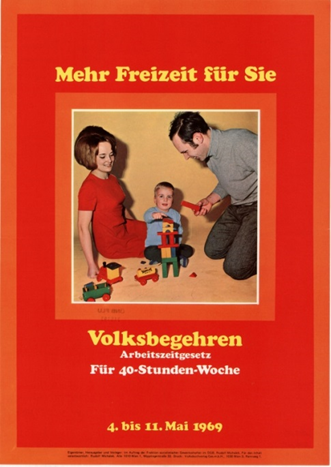 Mehr Freizeit für Sie
Volksbegehren
Arbeitszeitgesetz
Für 40-Stunden-Woche
4. bis 11. Mai 1969